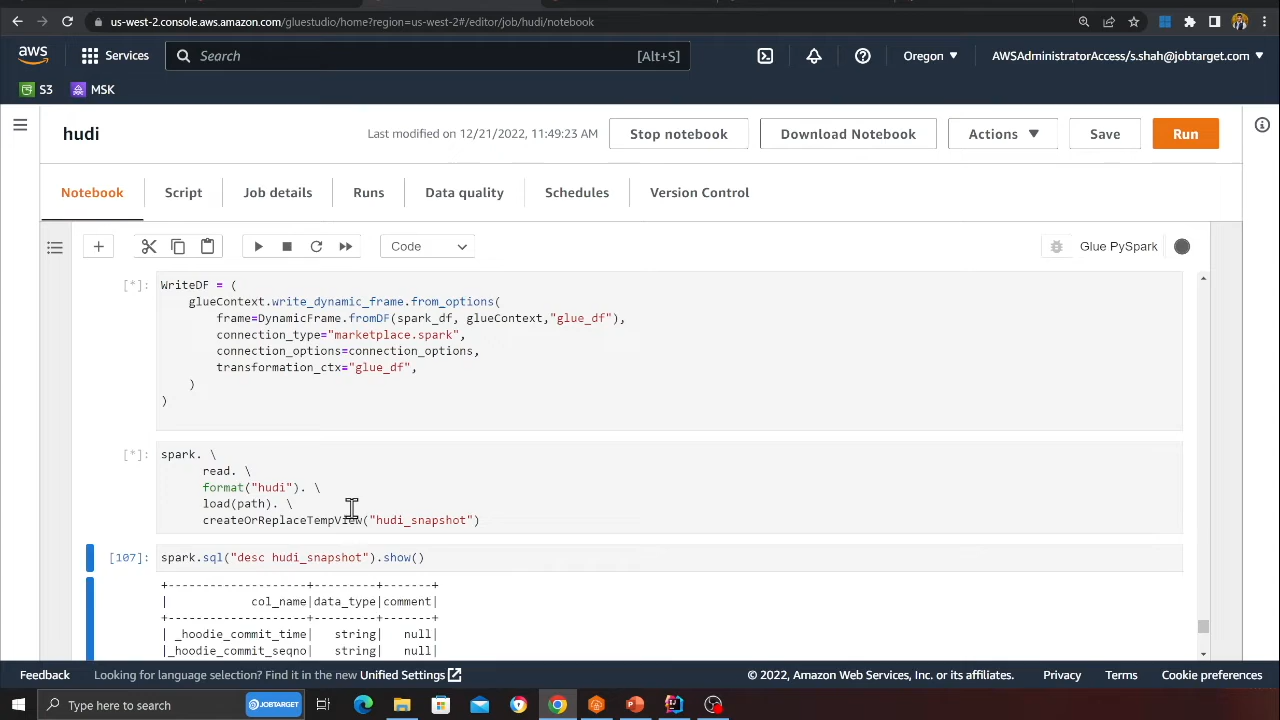 us-west-2.console.aws.amazon.com/gluestudio/home?region=us-west-2#/editor/job/hudi/notebook
aws
Services
Search
[Alt+S]
Oregon
AWSAdministratorAccess/s.shah@jobtarget.com
S3
MSK
hudi
Last modified on 12/21/2022, 11:49:23 AM
Stop notebook
Download Notebook
Actions
Save
Run
Notebook
Script
Job details
Runs
Data quality
Schedules
Version Control
Code
Glue PySpark
[*]:
WriteDF = (
glueContext.write_dynamic_frame.from_options(
frame=DynamicFrame.fromDF(spark_df, glueContext,"glue_df"),
connection_type="marketplace.spark",
connection_options=connection_options,
transformation_ctx="glue_df",
)
)
[*]:
spark. \
read. \
format("hudi"). \
load(path). \
createOrReplaceTempView("hudi_snapshot")
[107]:
spark.sql("desc hudi_snapshot").show()
+-------------------+---------+-------+
|           col_name|data_type|comment|
+-------------------+---------+-------+
| _hoodie_commit_time|   string|   null|
|_hoodie_commit_seqno|   string|   null|
Feedback
Looking for language selection? Find it in the new Unified Settings
© 2022, Amazon Web Services, Inc. or its affiliates.
Privacy
Terms
Cookie preferences
Type here to search
JOBTARGET